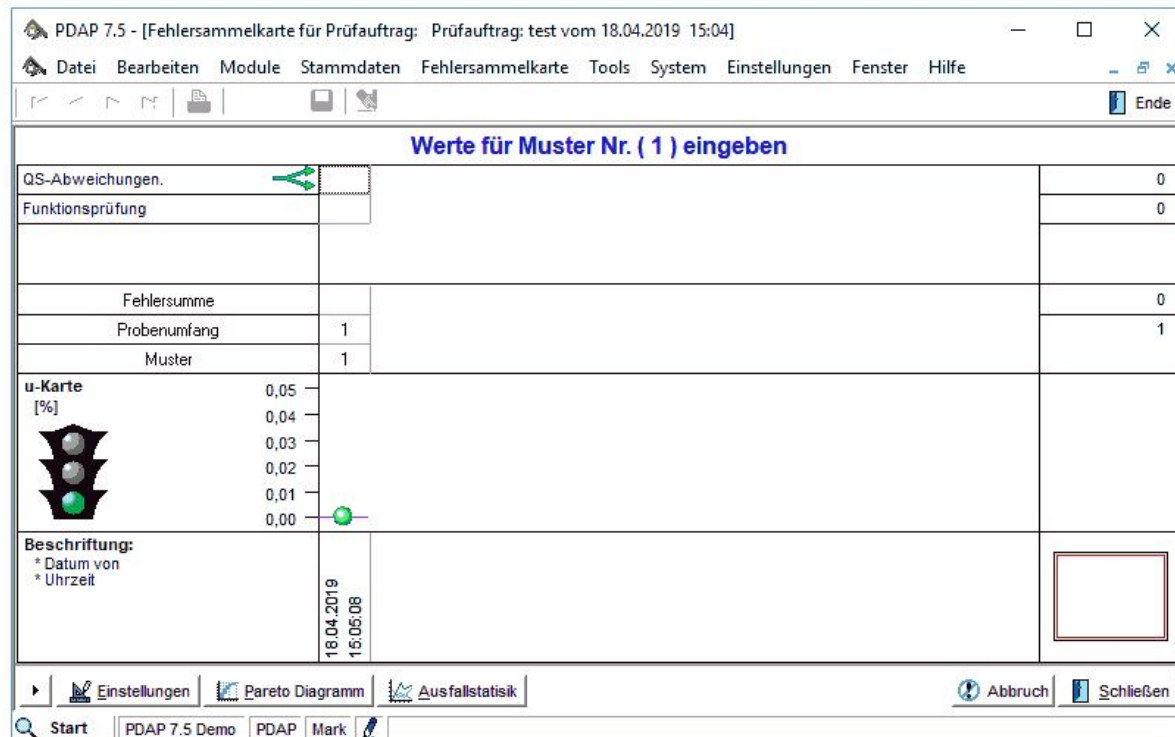 PDAP 7.5 - [Fehlersammelkarte für Prüfauftrag: Prüfauftrag: test vom 18.04.2019 15:04]
Datei Bearbeiten Module Stammdaten Fehlersammelkarte Tools System Einstellungen Fenster Hilfe
Ende
Werte für Muster Nr. ( 1 ) eingeben
QS-Abweichungen. 0
Funktionsprüfung 0
Fehlersumme 0
Probenumfang 1 1
Muster 1
u-Karte
[%]
0,05
0,04
0,03
0,02
0,01
0,00
Beschriftung:
* Datum von
* Uhrzeit
18.04.2019
15:05:08
Einstellungen Pareto Diagramm Ausfallstatisik Abbruch Schließen
Start PDAP 7.5 Demo PDAP Mark